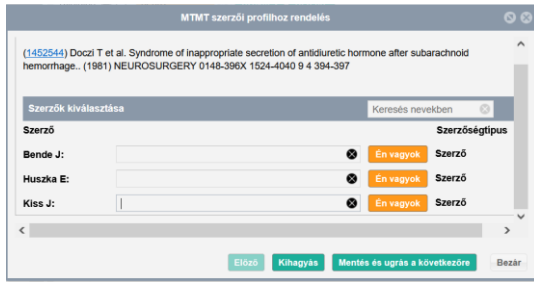 MTMT szerzői profilhoz rendelés
(1452544) Doczi T et al. Syndrome of inappropriate secretion of antidiuretic hormone after subarachnoid
hemorrhage.. (1981) NEUROSURGERY 0148-396X 1524-4040 9 4 394-397
Szerzők kiválasztása
Keresés nevekben
Szerző Szerzőségtípus
Bende J: Én vagyok Szerző
Huszka E: Én vagyok Szerző
Kiss J: Én vagyok Szerző
Előző Kihagyás Mentés és ugrás a következőre Bezár